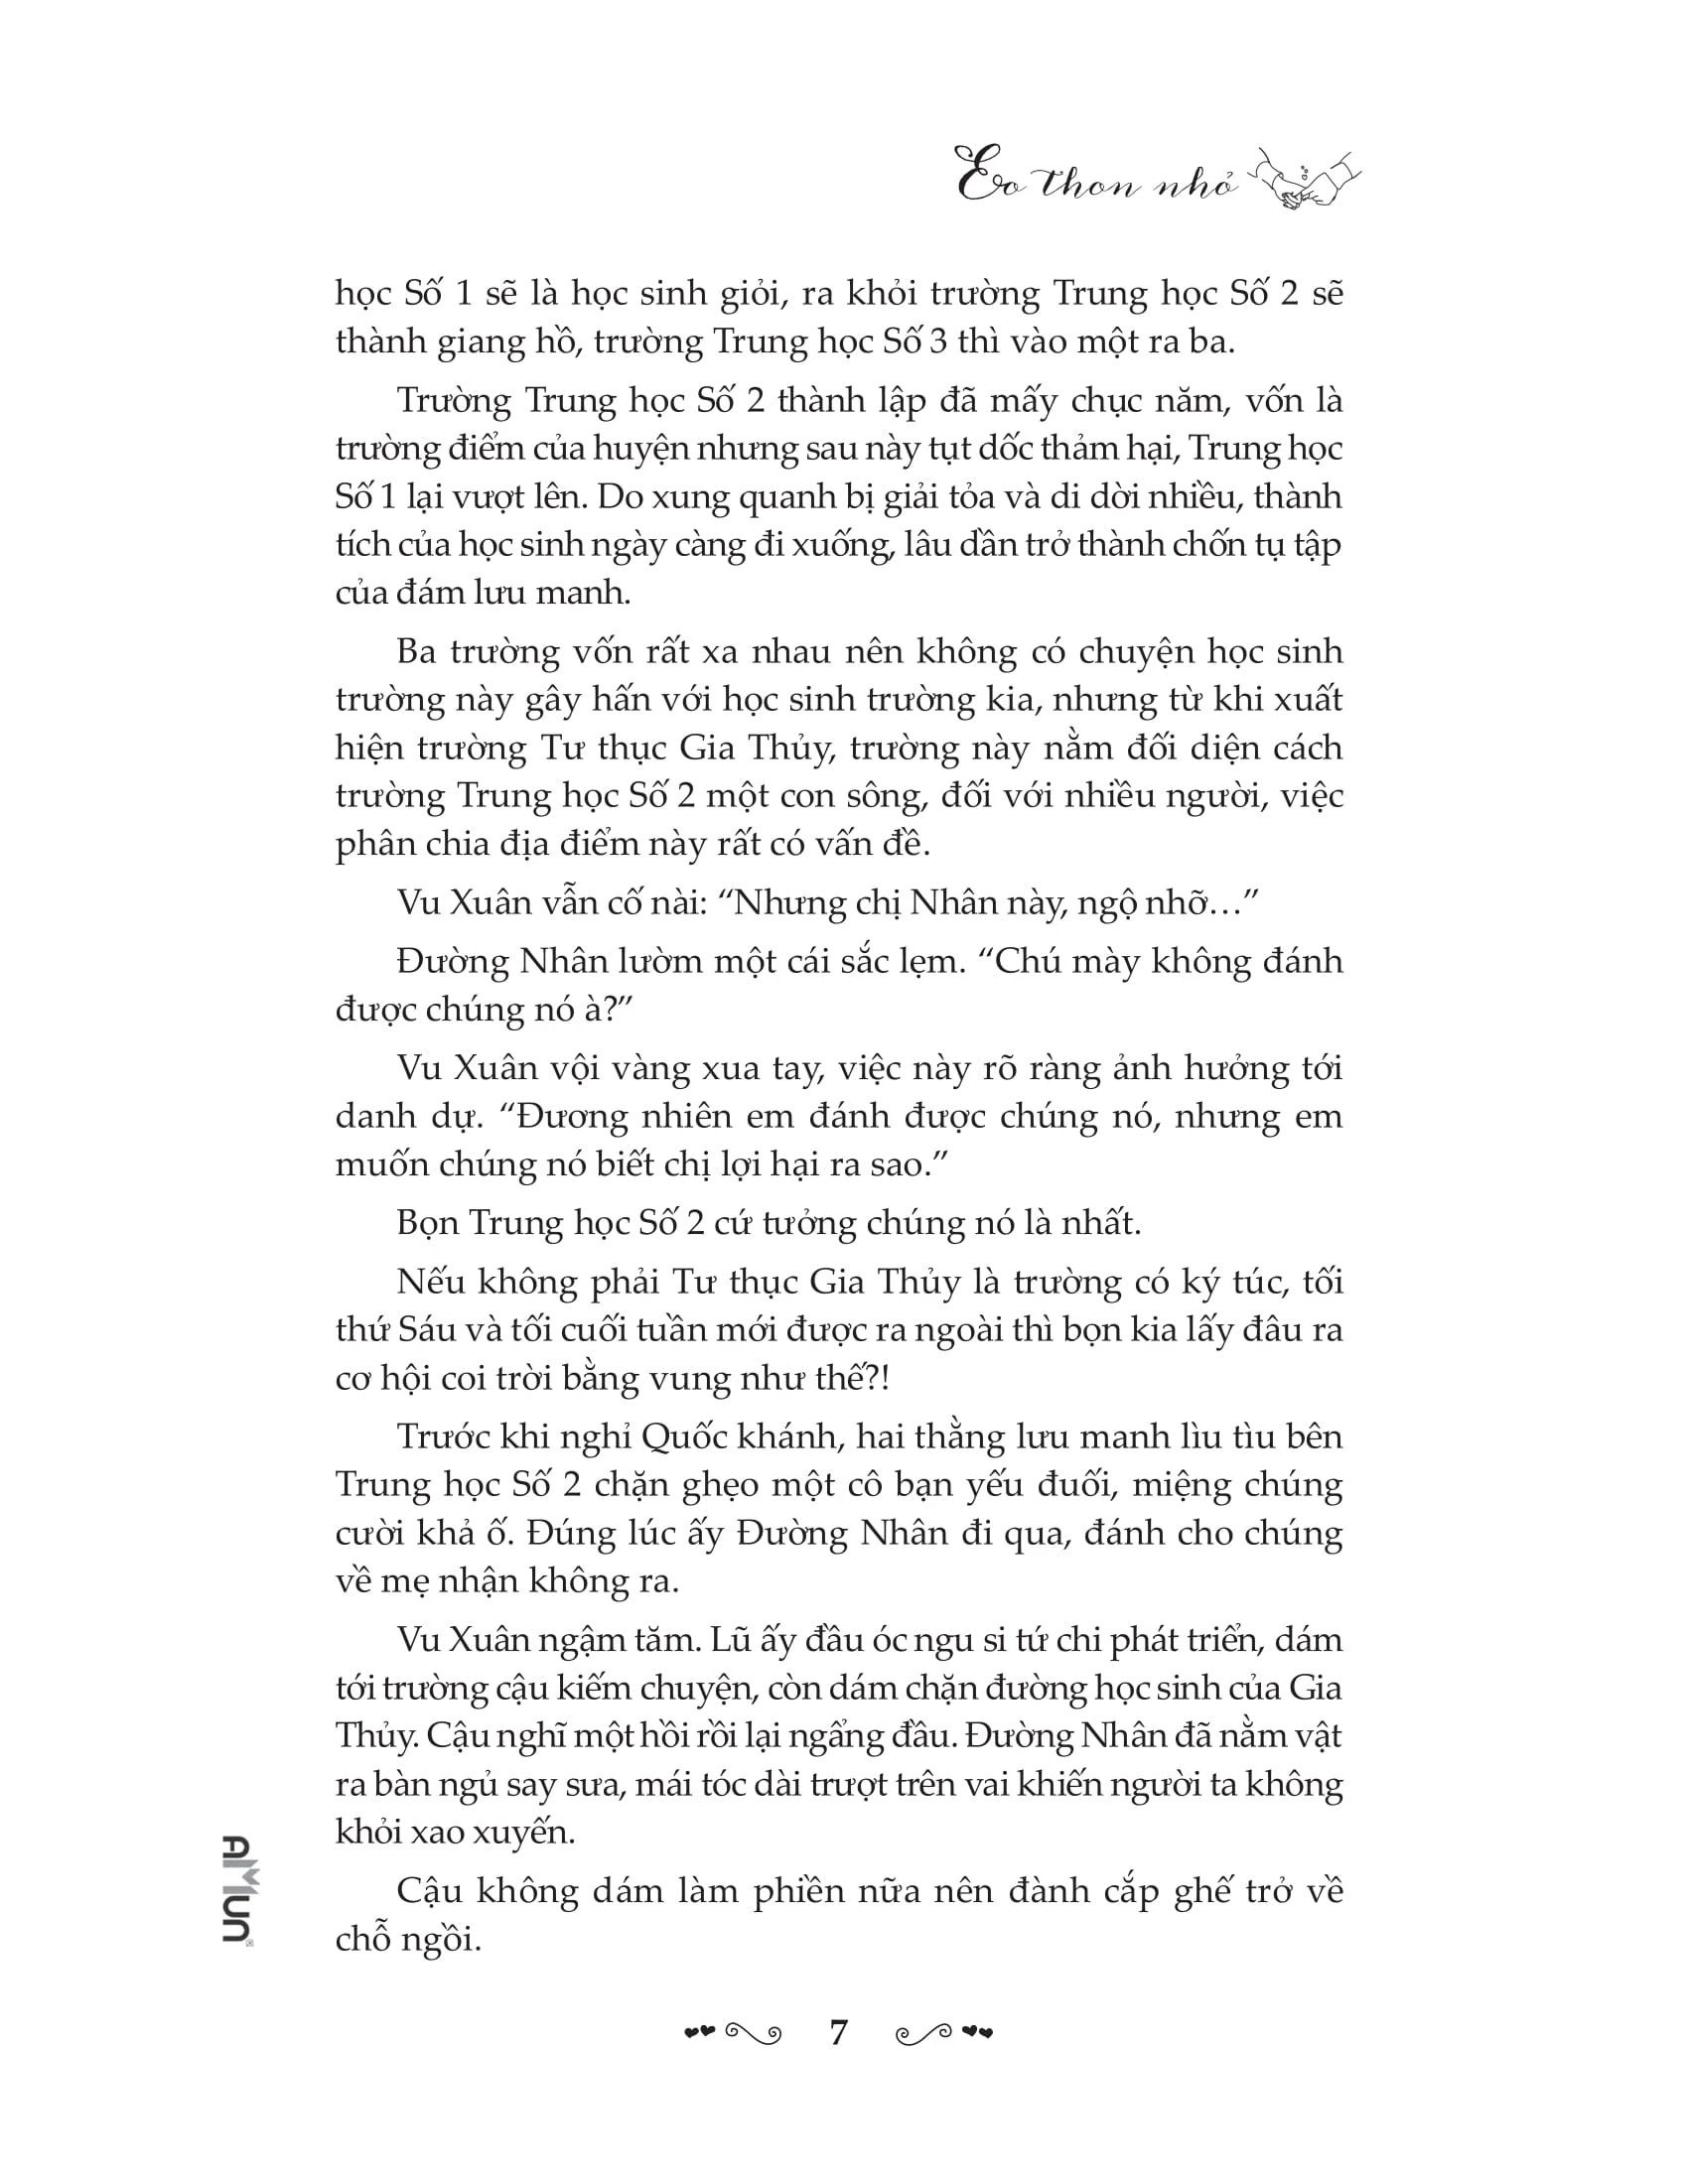 Eo thon nhỏ
học Số 1 sẽ là học sinh giỏi, ra khỏi trường Trung học Số 2 sẽ
thành giang hồ, trường Trung học Số 3 thì vào một ra ba.
Trường Trung học Số 2 thành lập đã mấy chục năm, vốn là
trường điểm của huyện nhưng sau này tụt dốc thảm hại, Trung học
Số 1 lại vượt lên. Do xung quanh bị giải tỏa và di dời nhiều, thành
tích của học sinh ngày càng đi xuống, lâu dần trở thành chốn tụ tập
của đám lưu manh.
Ba trường vốn rất xa nhau nên không có chuyện học sinh
trường này gây hấn với học sinh trường kia, nhưng từ khi xuất
hiện trường Tư thục Gia Thủy, trường này nằm đối diện cách
trường Trung học Số 2 một con sông, đối với nhiều người, việc
phân chia địa điểm này rất có vấn đề.
Vu Xuân vẫn cố nài: “Nhưng chị Nhân này, ngộ nhỡ…”
Đường Nhân lườm một cái sắc lẹm. “Chú mày không đánh
được chúng nó à?”
Vu Xuân vội vàng xua tay, việc này rõ ràng ảnh hưởng tới
danh dự. “Đương nhiên em đánh được chúng nó, nhưng em
muốn chúng nó biết chị lợi hại ra sao.”
Bọn Trung học Số 2 cứ tưởng chúng nó là nhất.
Nếu không phải Tư thục Gia Thủy là trường có ký túc, tối
thứ Sáu và tối cuối tuần mới được ra ngoài thì bọn kia lấy đâu ra
cơ hội coi trời bằng vung như thế?!
Trước khi nghỉ Quốc khánh, hai thằng lưu manh lìu tìu bên
Trung học Số 2 chặn ghẹo một cô bạn yếu đuối, miệng chúng
cười khả ố. Đúng lúc ấy Đường Nhân đi qua, đánh cho chúng
về mẹ nhận không ra.
Vu Xuân ngậm tăm. Lũ ấy đầu óc ngu si tứ chi phát triển, dám
tới trường cậu kiếm chuyện, còn dám chặn đường học sinh của Gia
Thủy. Cậu nghĩ một hồi rồi lại ngẩng đầu. Đường Nhân đã nằm vật
ra bàn ngủ say sưa, mái tóc dài trượt trên vai khiến người ta không
khỏi xao xuyến.
Cậu không dám làm phiền nữa nên đành cắp ghế trở về
chỗ ngồi.
AMUN®
7